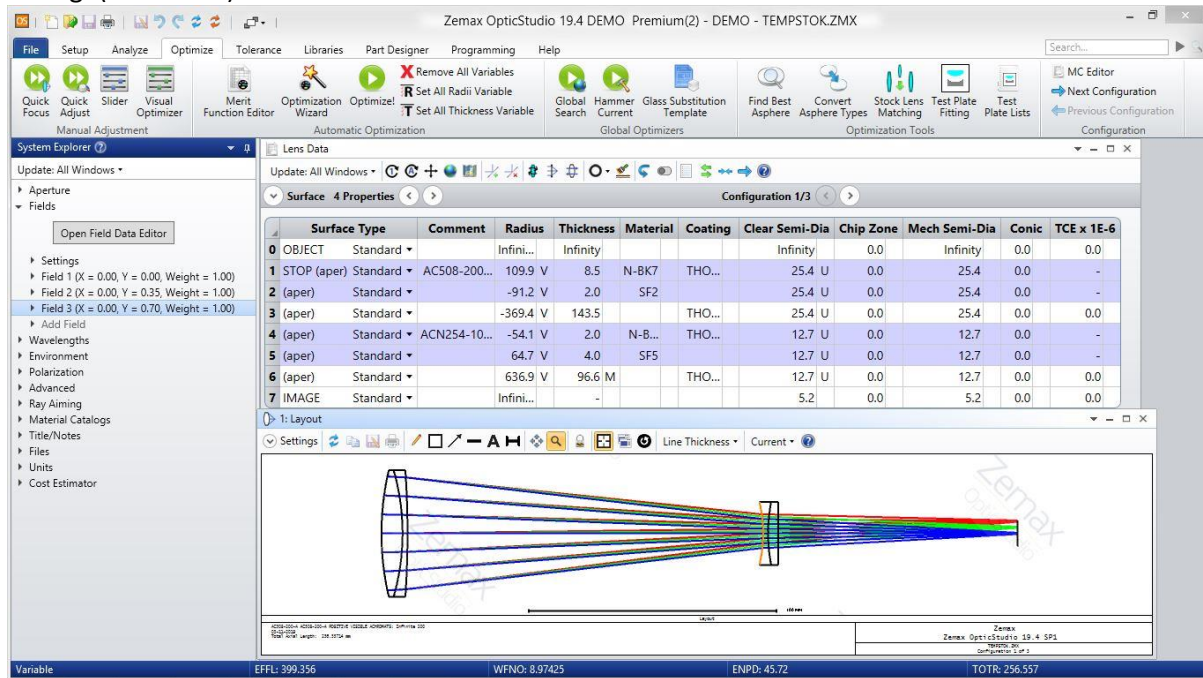 Zemax OpticStudio 19.4 DEMO Premium(2) - DEMO - TEMPSTOK.ZMX
File Setup Analyze Optimize Tolerance Libraries Part Designer Programming Help
Search...
Quick Focus
Quick Adjust
Slider
Visual Optimizer
Merit Function Editor
Optimization Wizard
Optimize!
Remove All Variables
Set All Radii Variable
Set All Thickness Variable
Global Search
Hammer Current
Glass Substitution Template
Find Best Asphere
Convert Asphere Types
Stock Lens Matching
Test Plate Fitting
Test Plate Lists
MC Editor
Next Configuration
Previous Configuration
Manual Adjustment
Automatic Optimization
Global Optimizers
Optimization Tools
Configuration
System Explorer
Update: All Windows
Aperture
Fields
Open Field Data Editor
Settings
Field 1 (X = 0.00, Y = 0.00, Weight = 1.00)
Field 2 (X = 0.00, Y = 0.35, Weight = 1.00)
Field 3 (X = 0.00, Y = 0.70, Weight = 1.00)
Add Field
Wavelengths
Environment
Polarization
Advanced
Ray Aiming
Material Catalogs
Title/Notes
Files
Units
Cost Estimator
Lens Data
Update: All Windows
Surface 4 Properties
Configuration 1/3
Surface Type Comment Radius Thickness Material Coating Clear Semi-Dia Chip Zone Mech Semi-Dia Conic TCE x 1E-6
0 OBJECT Standard Infini... Infinity Infinity 0.0 Infinity 0.0 0.0
1 STOP (aper) Standard AC508-200... 109.9 V 8.5 N-BK7 THO... 25.4 U 0.0 25.4 0.0 -
2 (aper) Standard -91.2 V 2.0 SF2 25.4 U 0.0 25.4 0.0 -
3 (aper) Standard -369.4 V 143.5 THO... 25.4 U 0.0 25.4 0.0 0.0
4 (aper) Standard ACN254-10... -54.1 V 2.0 N-B... THO... 12.7 U 0.0 12.7 0.0 -
5 (aper) Standard 64.7 V 4.0 SF5 12.7 U 0.0 12.7 0.0 -
6 (aper) Standard 636.9 V 96.6 M THO... 12.7 U 0.0 12.7 0.0 0.0
7 IMAGE Standard Infini... - 5.2 0.0 5.2 0.0 0.0
1: Layout
Settings
Line Thickness
Current
Zemax
Zemax
Zemax
100 mm
Layout
Zemax
Zemax OpticStudio 19.4 SP1
TEMPSTOK.ZMX
Configuration 1 of 3
Variable
EFFL: 399.356
WFNO: 8.97425
ENPD: 45.72
TOTR: 256.557